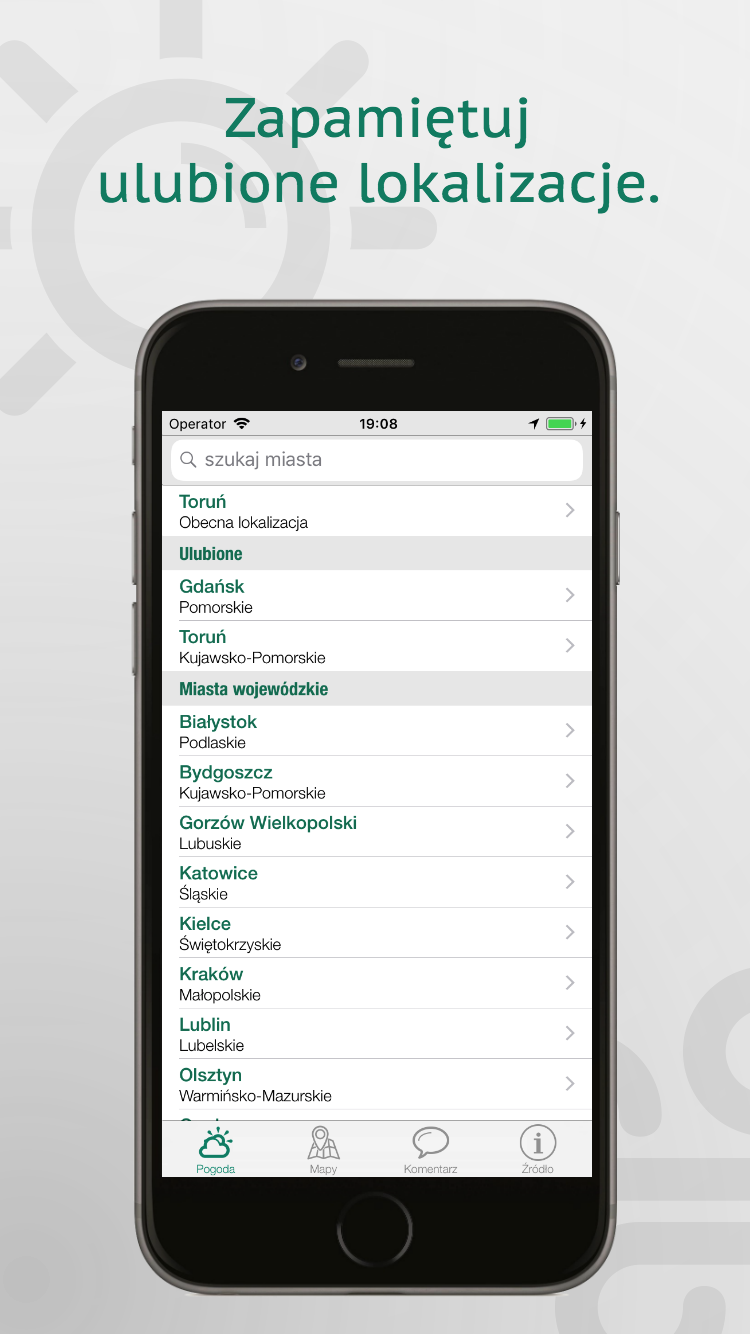 Zapamiętuj
ulubione lokalizacje.
Operator 19:08
szukaj miasta
Toruń
Obecna lokalizacja
Ulubione
Gdańsk
Pomorskie
Toruń
Kujawsko-Pomorskie
Miasta wojewódzkie
Białystok
Podlaskie
Bydgoszcz
Kujawsko-Pomorskie
Gorzów Wielkopolski
Lubuskie
Katowice
Śląskie
Kielce
Świętokrzyskie
Kraków
Małopolskie
Lublin
Lubelskie
Olsztyn
Warmińsko-Mazurskie
Pogoda Mapy Komentarz Źródło